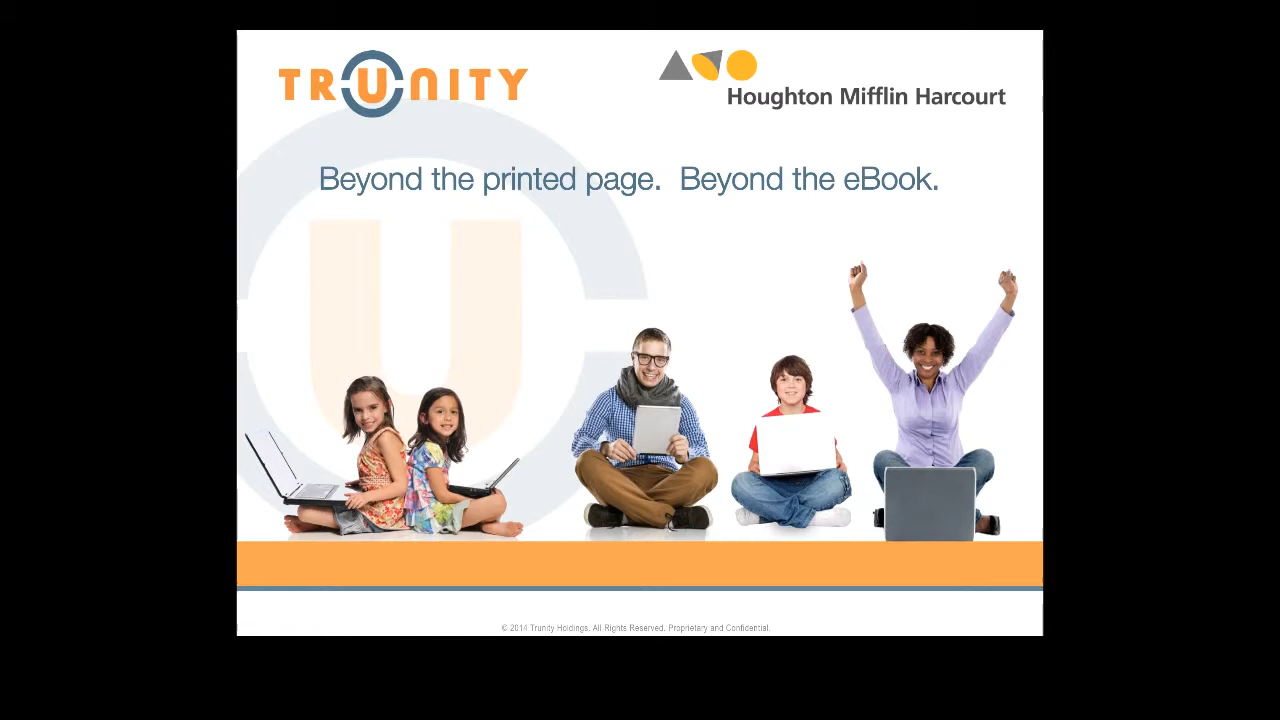 TRUNITY
Houghton Mifflin Harcourt
Beyond the printed page. Beyond the eBook.
U
© 2014 Trunity Holdings. All Rights Reserved. Proprietary and Confidential.